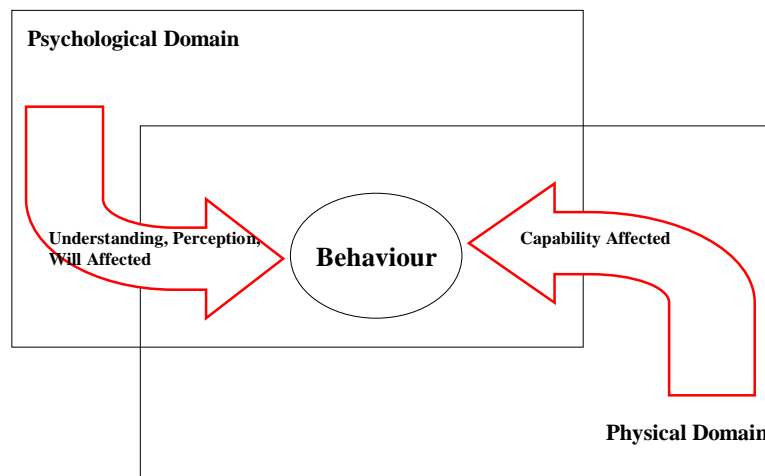 Psychological Domain
Understanding, Perception,
Will Affected
Behaviour
Capability Affected
Physical Domain